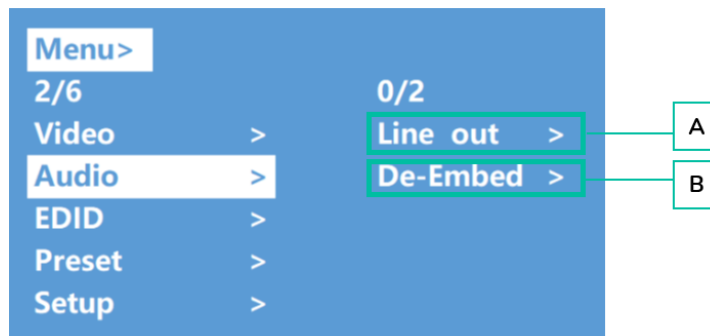 Menu>
2/6 0/2
Video > Line out > A
Audio > De-Embed > B
EDID >
Preset >
Setup >